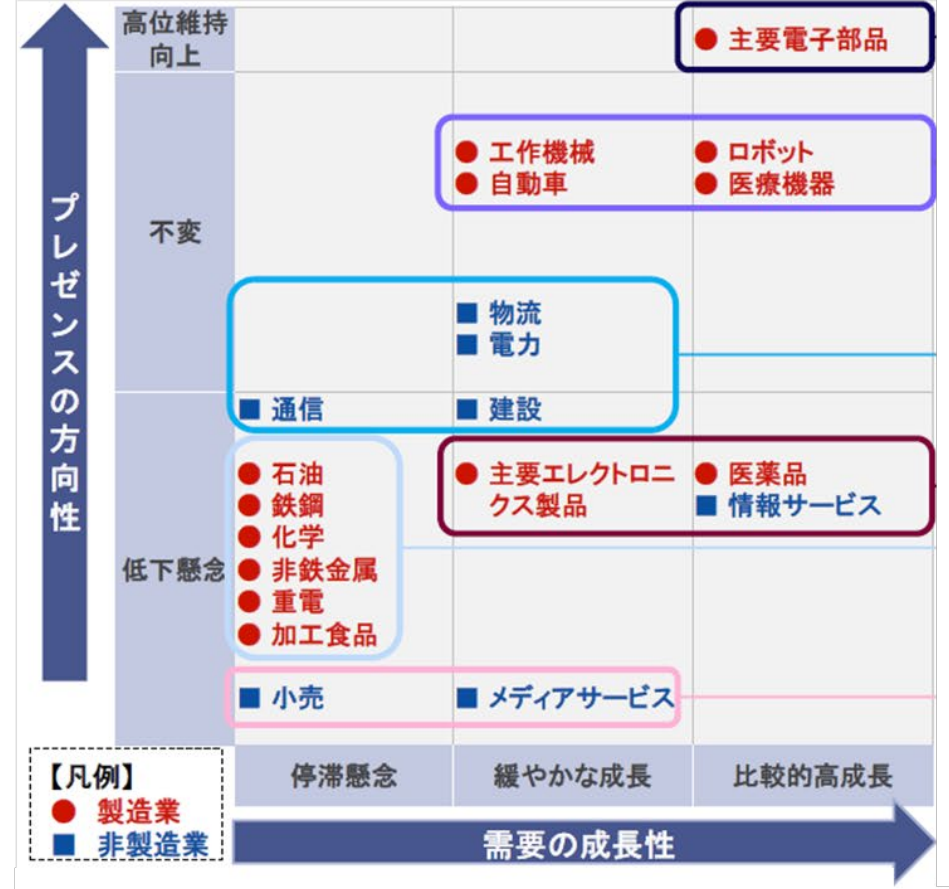 プレゼンスの方向性
高位維持
向上
● 主要電子部品
不変
● 工作機械
● 自動車
● ロボット
● 医療機器
■ 物流
■ 電力
■ 通信
■ 建設
低下懸念
● 石油
● 鉄鋼
● 化学
● 非鉄金属
● 重電
● 加工食品
● 主要エレクトロニ
クス製品
● 医薬品
■ 情報サービス
■ 小売
■ メディアサービス
停滞懸念
緩やかな成長
比較的高成長
需要の成長性
【凡例】
● 製造業
■ 非製造業